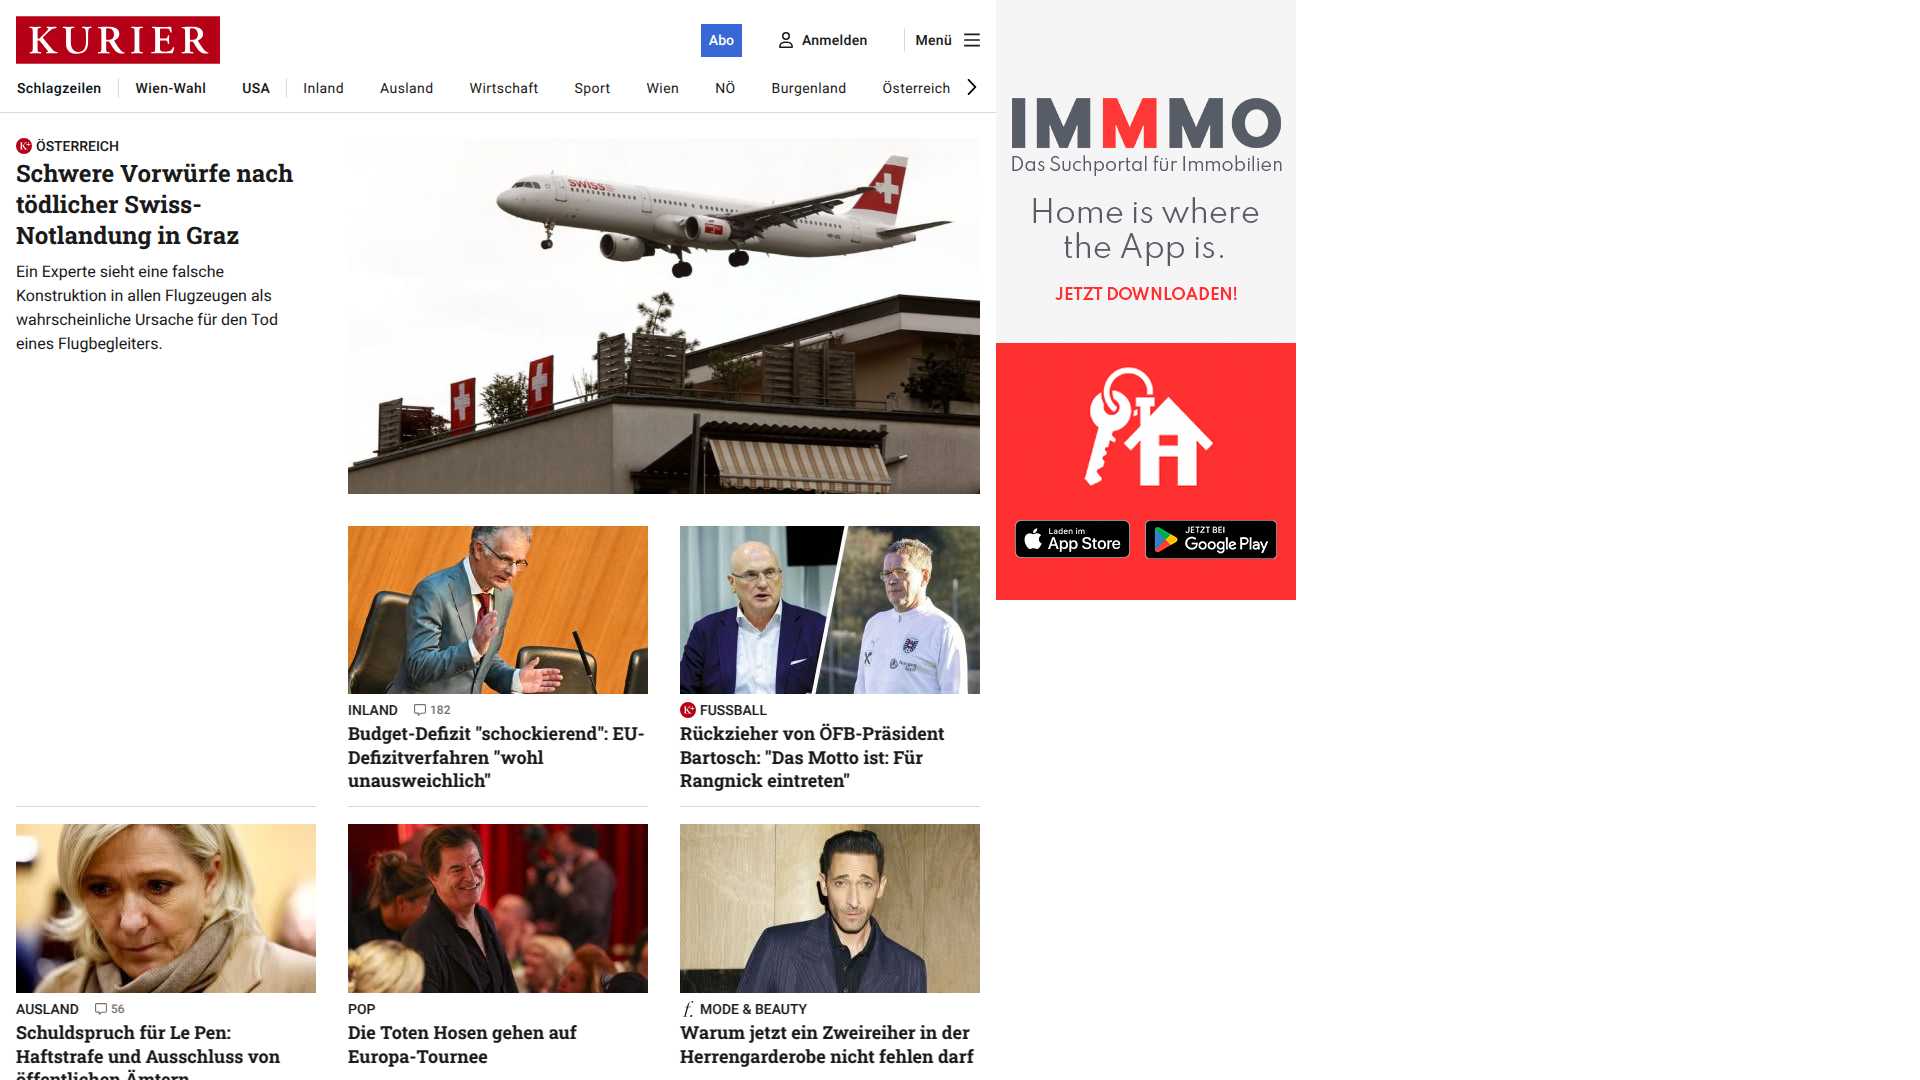 KURIER
Abo
Anmelden
Menü
Schlagzeilen
Wien-Wahl
USA
Inland
Ausland
Wirtschaft
Sport
Wien
NÖ
Burgenland
Österreich
ÖSTERREICH
Schwere Vorwürfe nach
tödlicher Swiss-
Notlandung in Graz
Ein Experte sieht eine falsche
Konstruktion in allen Flugzeugen als
wahrscheinliche Ursache für den Tod
eines Flugbegleiters.
swiss
INLAND 182
Budget-Defizit "schockierend": EU-
Defizitverfahren "wohl
unausweichlich"
K+ FUSSBALL
Rückzieher von ÖFB-Präsident
Bartosch: "Das Motto ist: Für
Rangnick eintreten"
AUSLAND 56
Schuldspruch für Le Pen:
Haftstrafe und Ausschluss von
öffentlichen Ämtern
POP
Die Toten Hosen gehen auf
Europa-Tournee
f. MODE & BEAUTY
Warum jetzt ein Zweireiher in der
Herrengarderobe nicht fehlen darf
IMMMO
Das Suchportal für Immobilien
Home is where
the App is.
JETZT DOWNLOADEN!
Laden im
App Store
JETZT BEI
Google Play